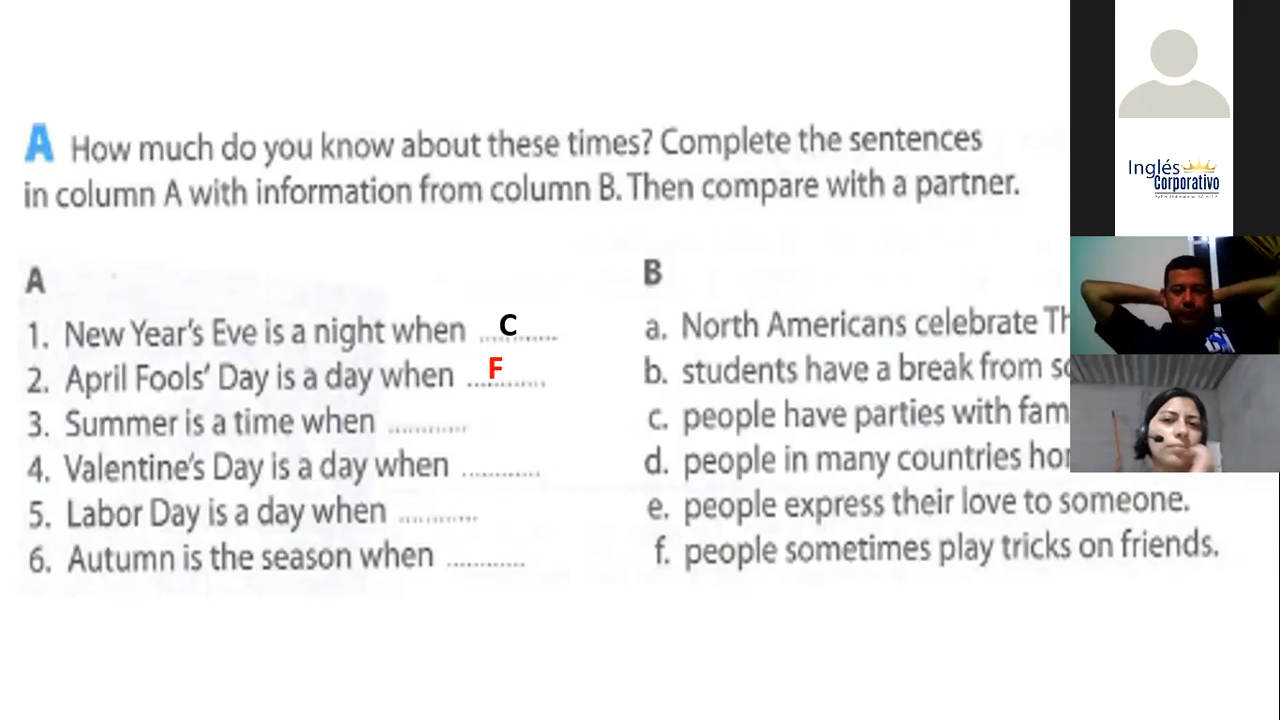 A How much do you know about these times? Complete the sentences
in column A with information from column B. Then compare with a partner.
A
1. New Year's Eve is a night when ............ C
2. April Fools' Day is a day when ............ F
3. Summer is a time when ............
4. Valentine's Day is a day when ............
5. Labor Day is a day when ............
6. Autumn is the season when ............
B
a. North Americans celebrate
b. students have a break from
c. people have parties with
d. people in many countries
e. people express their love to someone.
f. people sometimes play tricks on friends.
Inglés
Corporativo